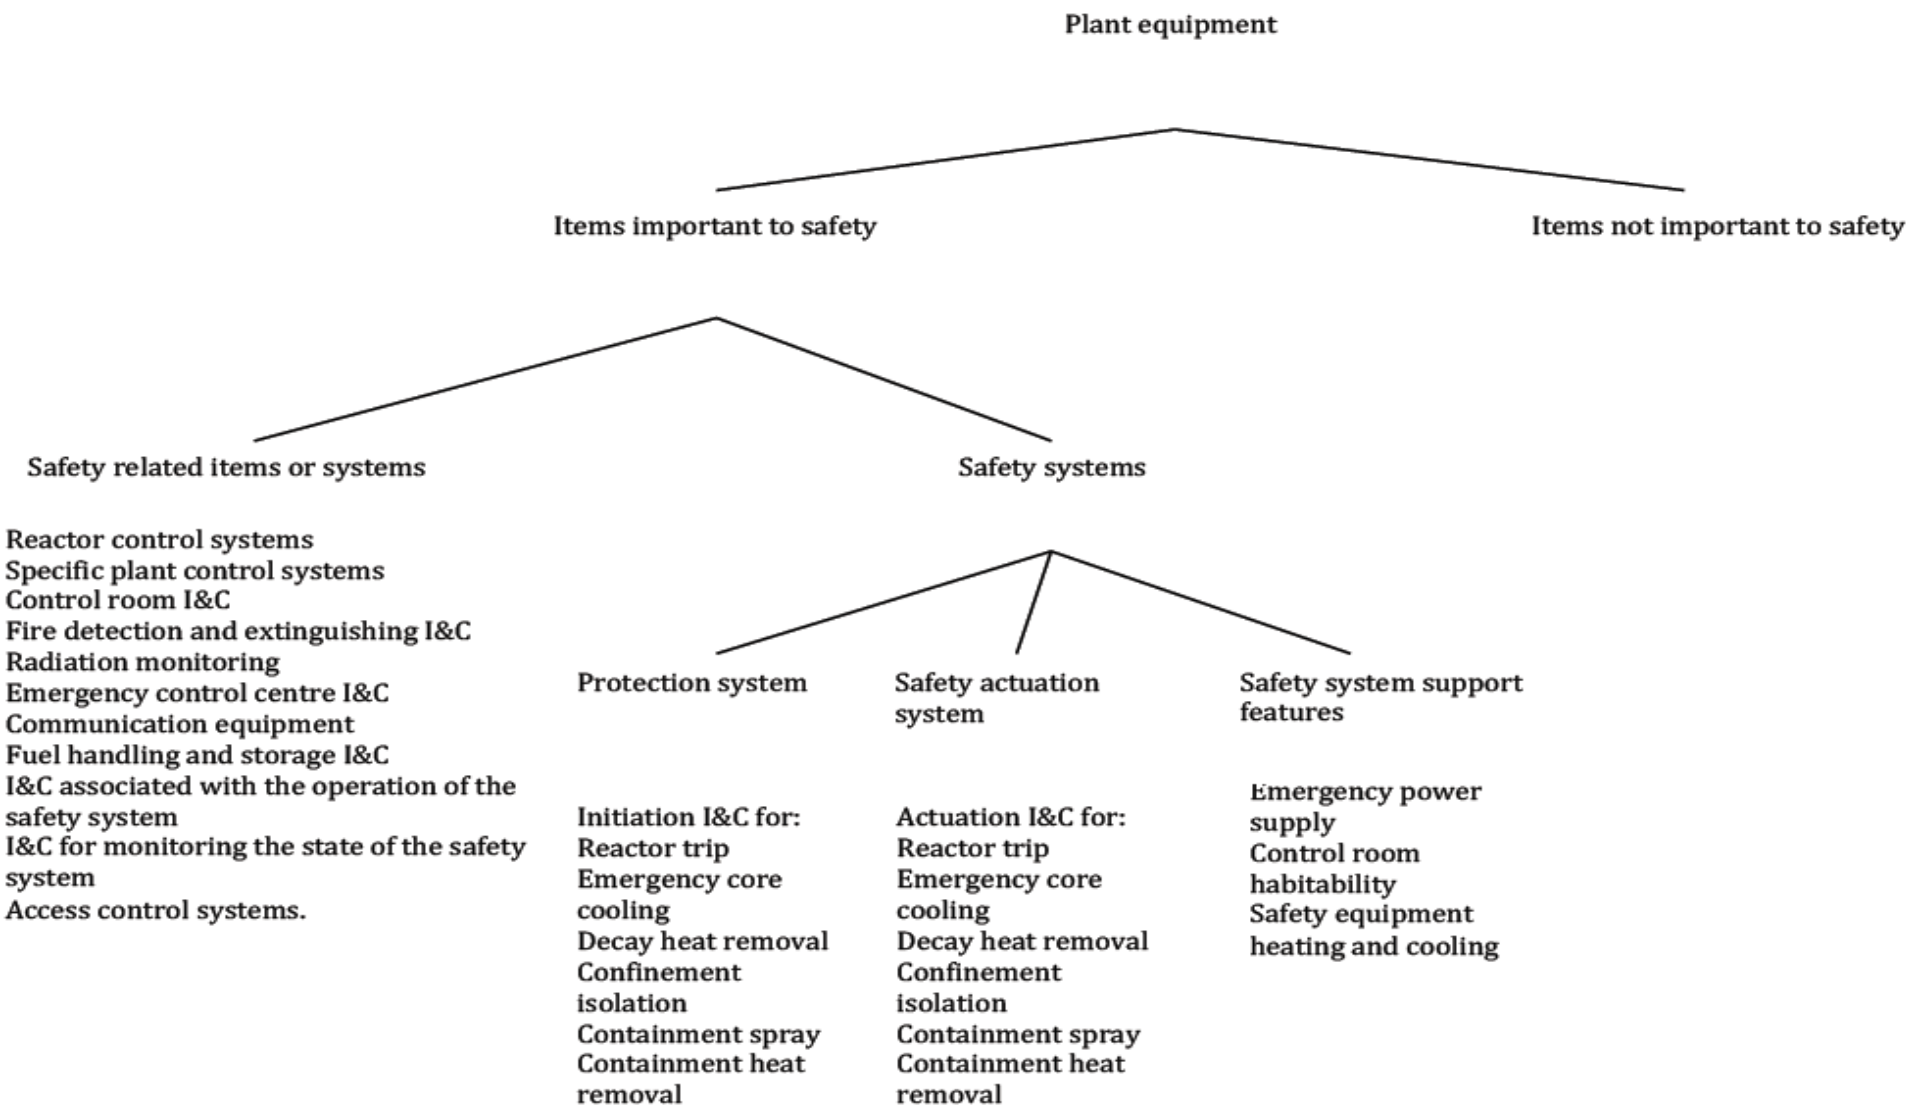 Plant equipment
Items important to safety
Items not important to safety
Safety related items or systems
Safety systems
Reactor control systems
Specific plant control systems
Control room I&C
Fire detection and extinguishing I&C
Radiation monitoring
Emergency control centre I&C
Communication equipment
Fuel handling and storage I&C
I&C associated with the operation of the
safety system
I&C for monitoring the state of the safety
system
Access control systems.
Protection system
Initiation I&C for:
Reactor trip
Emergency core
cooling
Decay heat removal
Confinement
isolation
Containment spray
Containment heat
removal
Safety actuation
system
Actuation I&C for:
Reactor trip
Emergency core
cooling
Decay heat removal
Confinement
isolation
Containment spray
Containment heat
removal
Safety system support
features
Emergency power
supply
Control room
habitability
Safety equipment
heating and cooling